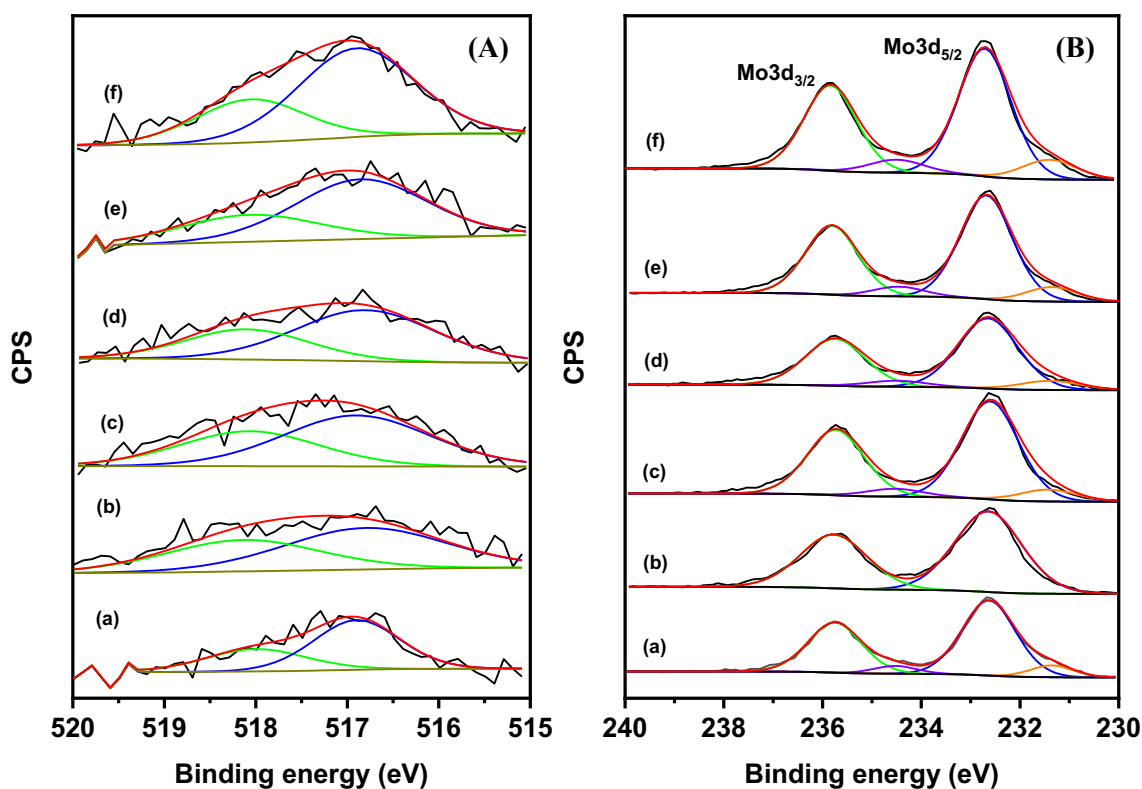 (A)
(f)
(e)
(d)
(c)
(b)
(a)
CPS
520 519 518 517 516 515
Binding energy (eV)
(B)
Mo3d5/2
Mo3d3/2
(f)
(e)
(d)
(c)
(b)
(a)
CPS
240 238 236 234 232 230
Binding energy (eV)